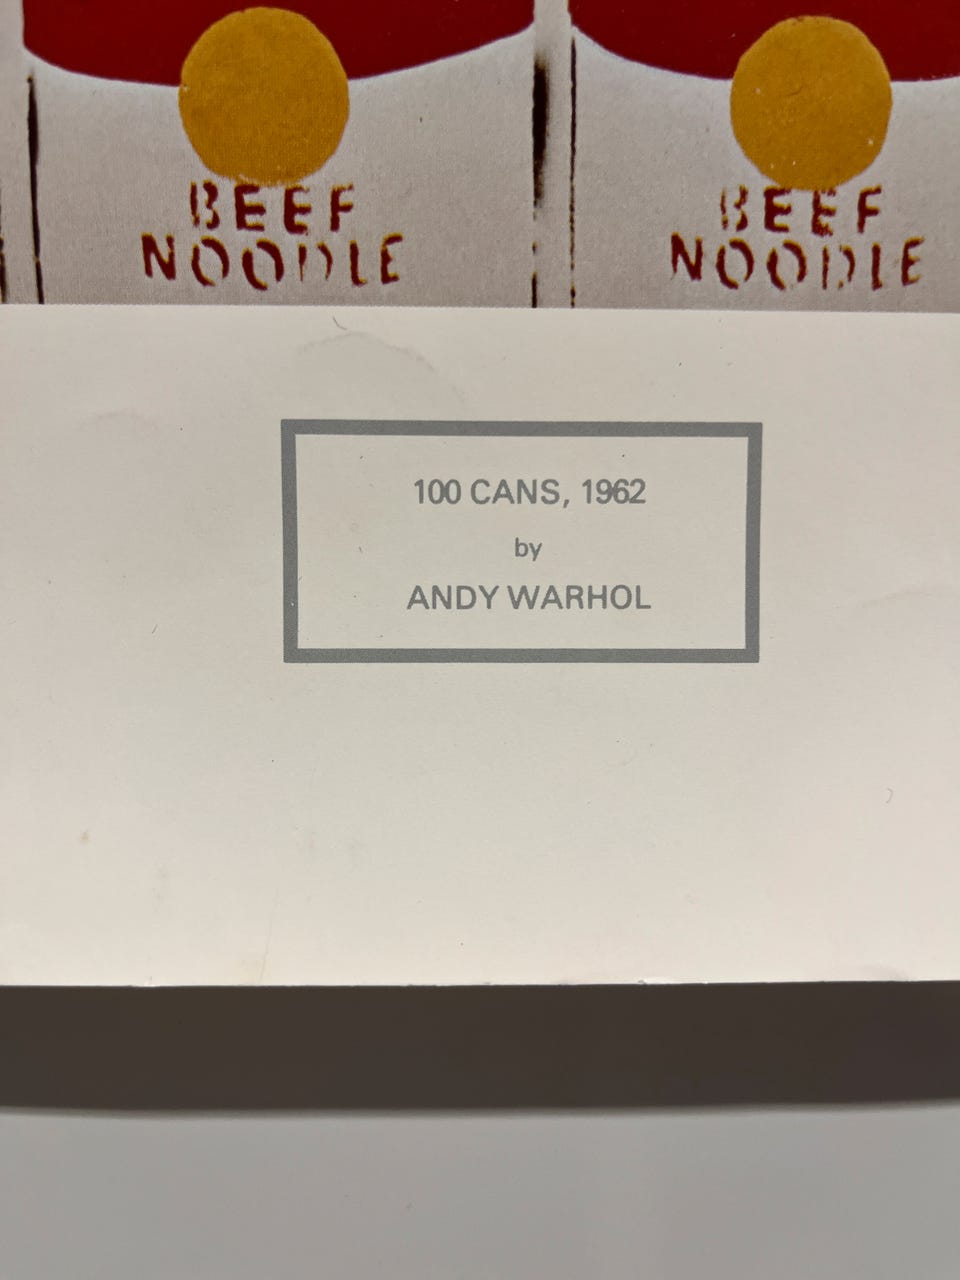 BEEF BEEF
NOODLE NOODLE
100 CANS, 1962
by
ANDY WARHOL